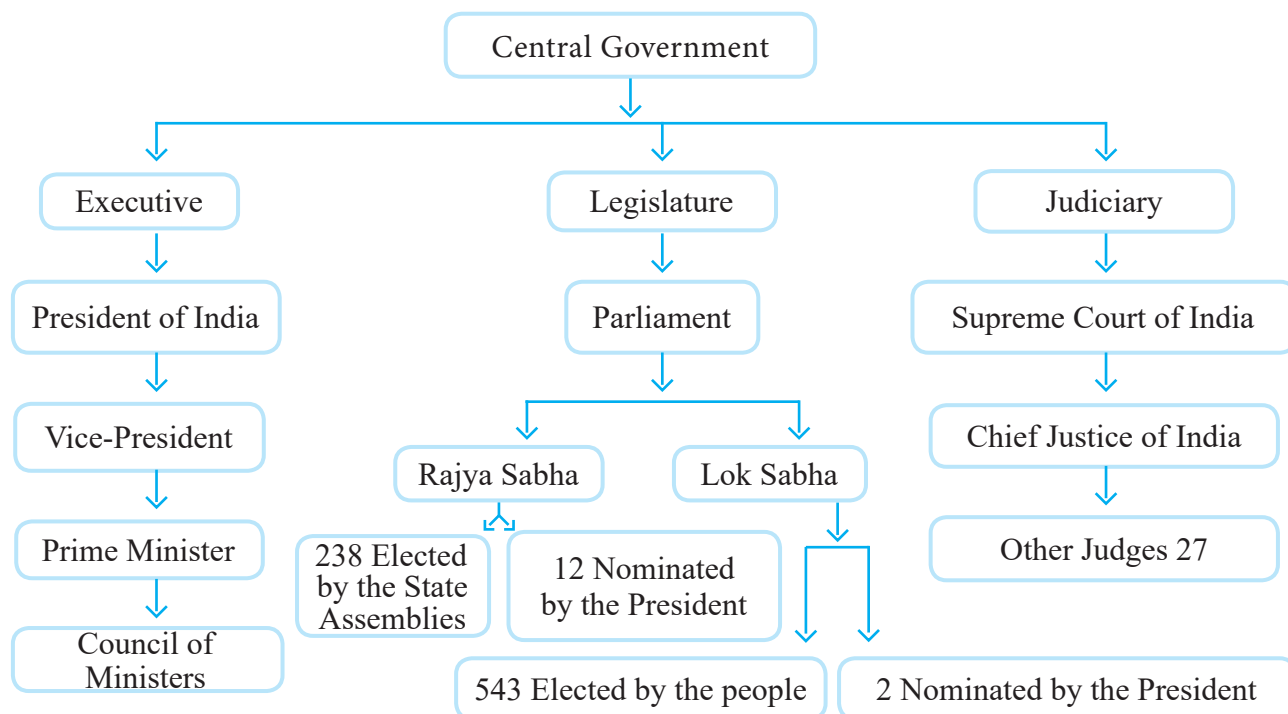 Central Government
Executive
Legislature
Judiciary
President of India
Parliament
Supreme Court of India
Vice-President
Rajya Sabha
Lok Sabha
Chief Justice of India
Prime Minister
238 Elected
by the State
Assemblies
12 Nominated
by the President
Other Judges 27
Council of
Ministers
543 Elected by the people
2 Nominated by the President